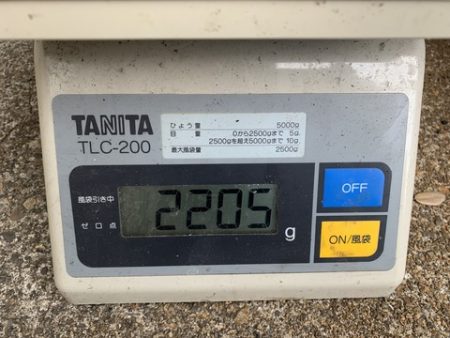 TANITA
TLC-200
ひょう量 5000g
目量 0から2500gまで 5g
2500gを超え5000gまで 10g
最大風袋量 2500g
風袋引き中
ゼロ点
2205 g
OFF
ON/風袋